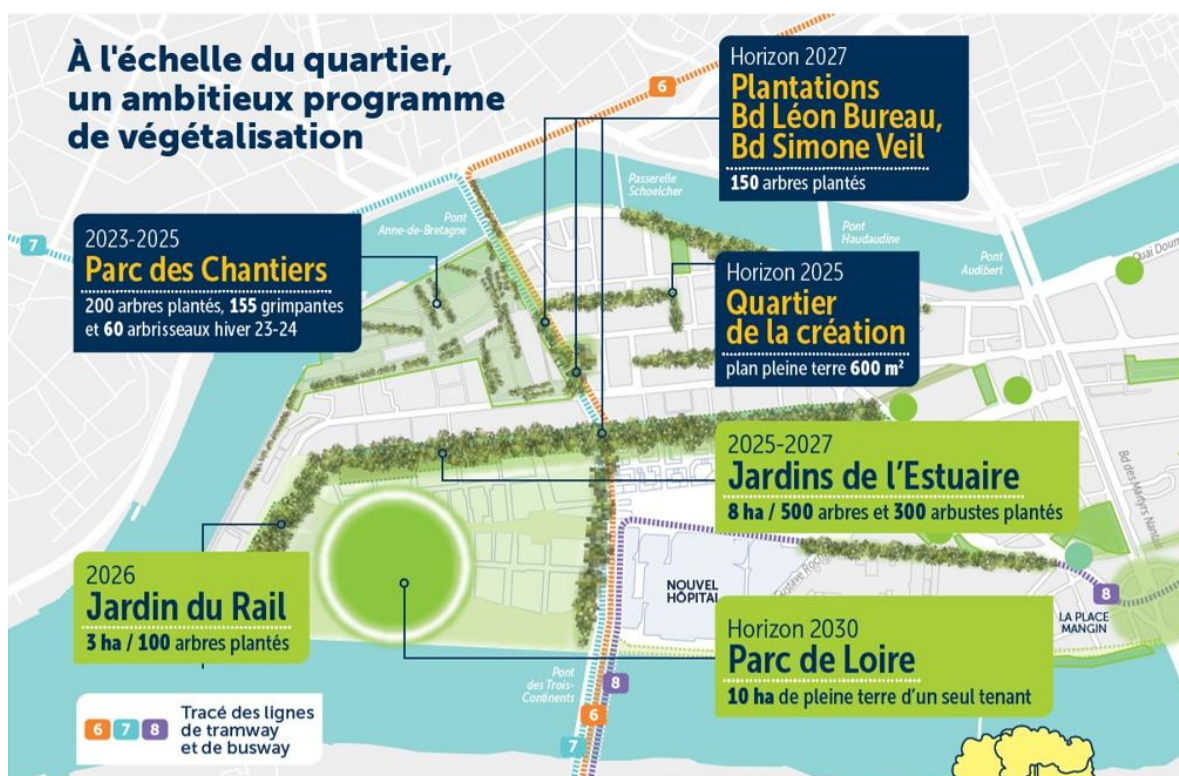 À l'échelle du quartier,
un ambitieux programme
de végétalisation
6
Horizon 2027
Plantations
Bd Léon Bureau,
Bd Simone Veil
150 arbres plantés
Passerelle
Schoelcher
Pont
Anne-de-Bretagne
Pont
Haudaudine
Pont
Audibert
7
2023-2025
Parc des Chantiers
200 arbres plantés, 155 grimpantes
et 60 arbrisseaux hiver 23-24
Horizon 2025
Quartier
de la création
plan pleine terre 600 m²
2025-2027
Jardins de l'Estuaire
8 ha / 500 arbres et 300 arbustes plantés
2026
Jardin du Rail
3 ha / 100 arbres plantés
NOUVEL
HÔPITAL
8
LA PLACE
MANGIN
Horizon 2030
Parc de Loire
10 ha de pleine terre d'un seul tenant
Pont
des Trois-
Continents
8
6
7
6 7 8
Tracé des lignes
de tramway
et de busway